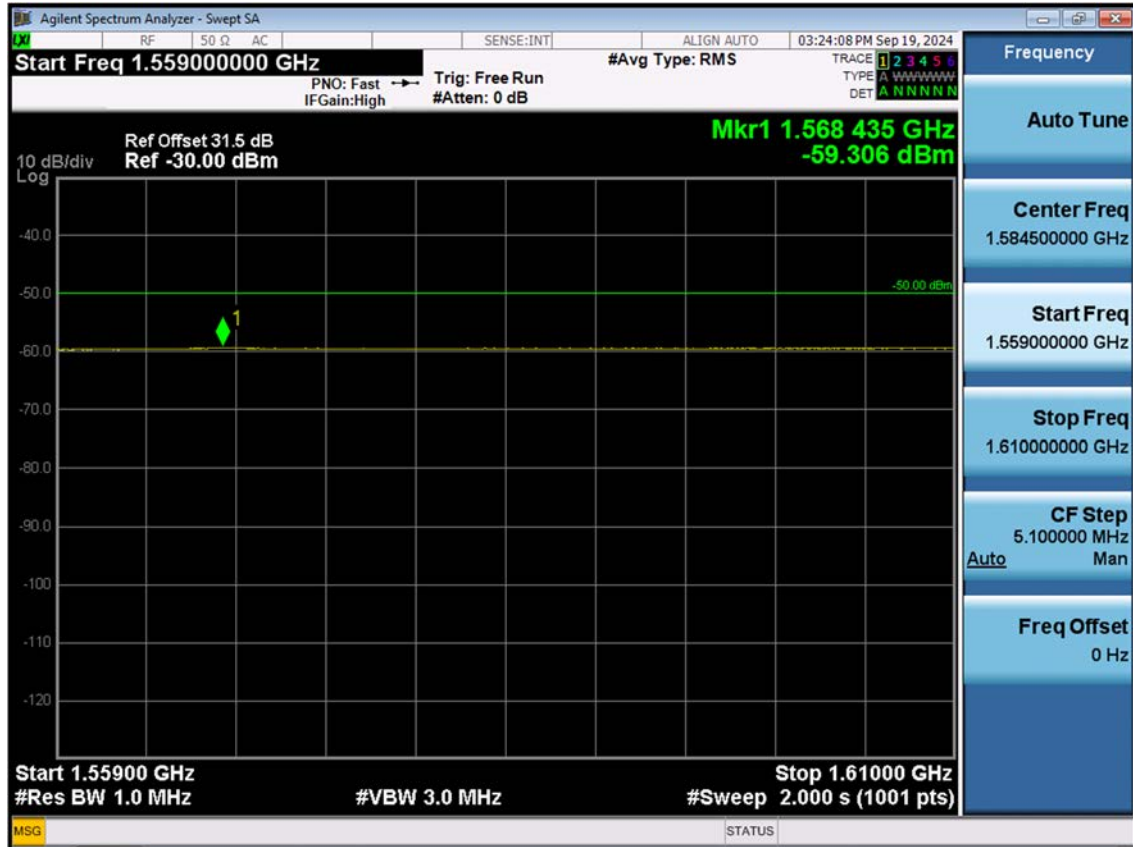 Agilent Spectrum Analyzer - Swept SA
LXI RF 50 Ω AC SENSE:INT ALIGN AUTO 03:24:08 PM Sep 19, 2024
Start Freq 1.559000000 GHz
PNO: Fast
IFGain:High
Trig: Free Run
#Atten: 0 dB
#Avg Type: RMS
TRACE 1 2 3 4 5 6
TYPE A WWWWW
DET A N N N N N
Frequency
Auto Tune
Center Freq
1.584500000 GHz
Start Freq
1.559000000 GHz
Stop Freq
1.610000000 GHz
CF Step
5.100000 MHz
Auto Man
Freq Offset
0 Hz
Mkr1 1.568 435 GHz
-59.306 dBm
Ref Offset 31.5 dB
10 dB/div Ref -30.00 dBm
Log
-40.0
-50.0
-50.00 dBm
1
-60.0
-70.0
-80.0
-90.0
-100
-110
-120
Start 1.55900 GHz Stop 1.61000 GHz
#Res BW 1.0 MHz #VBW 3.0 MHz #Sweep 2.000 s (1001 pts)
MSG STATUS